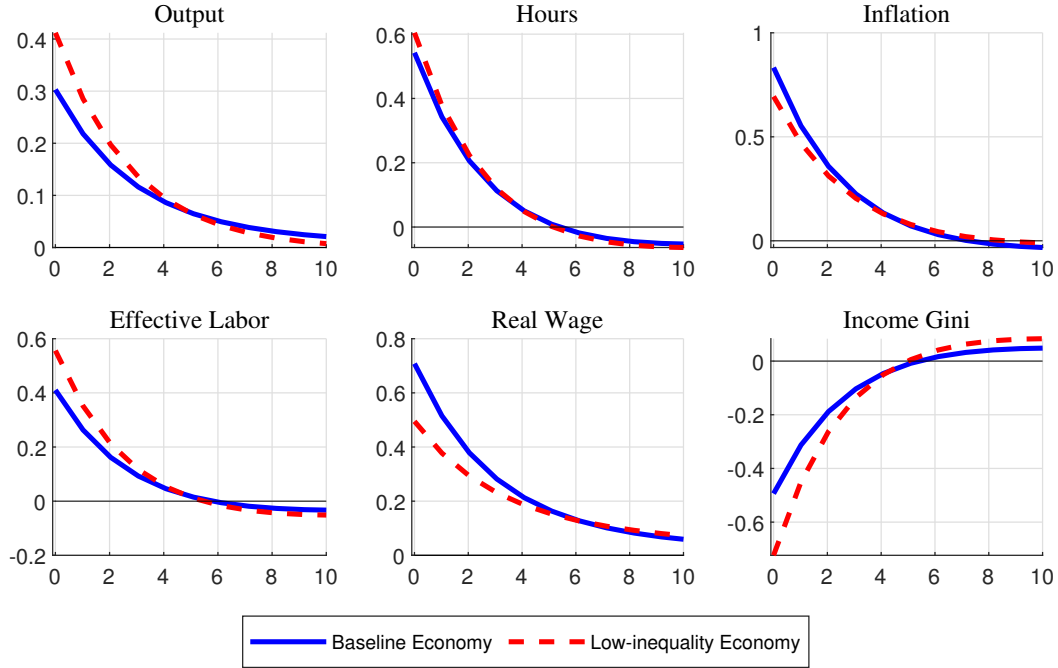 Output
0.4
0.3
0.2
0.1
0
0 2 4 6 8 10
Hours
0.6
0.4
0.2
0
0 2 4 6 8 10
Inflation
1
0.5
0
0 2 4 6 8 10
Effective Labor
0.6
0.4
0.2
0
-0.2
0 2 4 6 8 10
Real Wage
0.8
0.6
0.4
0.2
0
0 2 4 6 8 10
Income Gini
0
-0.2
-0.4
-0.6
0 2 4 6 8 10
Baseline Economy Low-inequality Economy